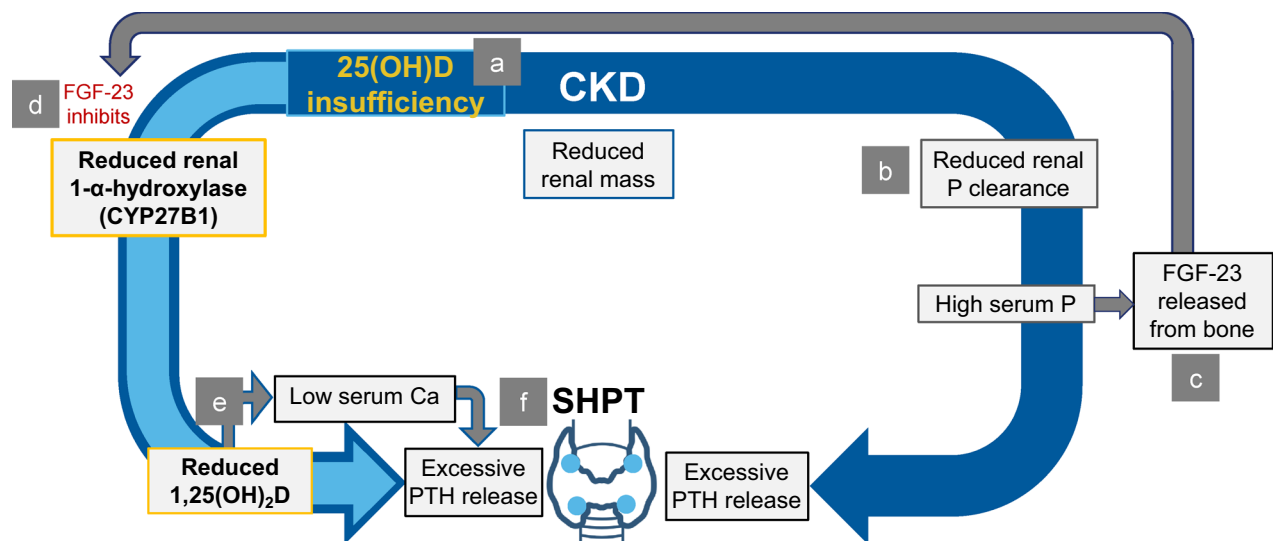 25(OH)D
insufficiency
a
CKD
d
FGF-23
inhibits
Reduced renal
1-α-hydroxylase
(CYP27B1)
Reduced
renal mass
b
Reduced renal
P clearance
High serum P
FGF-23
released
from bone
c
e
Low serum Ca
f
SHPT
Reduced
1,25(OH)₂D
Excessive
PTH release
Excessive
PTH release